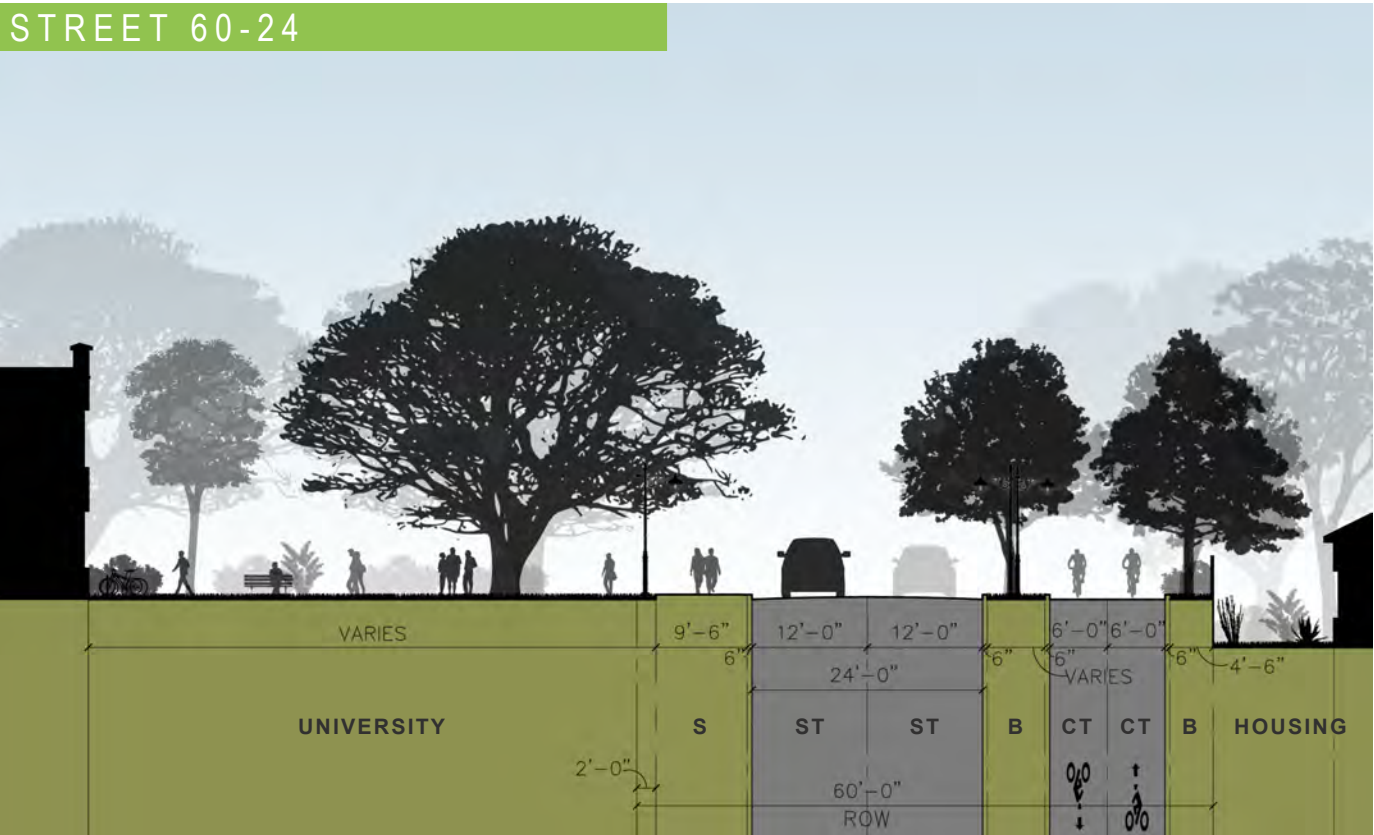 STREET 60-24
VARIES
9'-6"
12'-0"
12'-0"
6'-0"
6'-0"
6"
6"
6"
6"
4'-6"
VARIES
24'-0"
UNIVERSITY
S
ST
ST
B
CT
CT
B
HOUSING
2'-0"
60'-0"
ROW